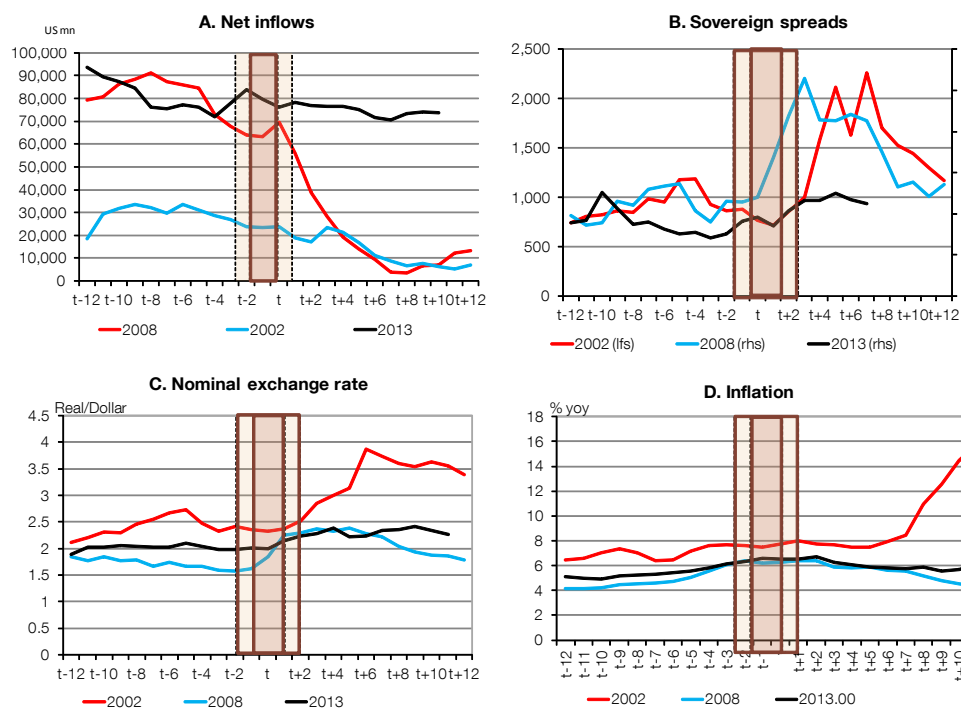 A. Net inflows
US mn
100,000
90,000
80,000
70,000
60,000
50,000
40,000
30,000
20,000
10,000
0
t-12 t-10 t-8 t-6 t-4 t-2 t t+2 t+4 t+6 t+8 t+10 t+12
2008 2002 2013
B. Sovereign spreads
2,500
2,000
1,500
1,000
500
0
t-12 t-10 t-8 t-6 t-4 t-2 t t+2 t+4 t+6 t+8 t+10 t+12
2002 (lfs) 2008 (rhs) 2013 (rhs)
C. Nominal exchange rate
Real/Dollar
4.5
4
3.5
3
2.5
2
1.5
1
0.5
0
t-12 t-10 t-8 t-6 t-4 t-2 t t+2 t+4 t+6 t+8 t+10 t+12
2002 2008 2013
D. Inflation
% yoy
18
16
14
12
10
8
6
4
2
0
t-12 t-11 t-10 t-9 t-8 t-7 t-6 t-5 t-4 t-3 t-2 t- t+1 t+2 t+3 t+4 t+5 t+6 t+7 t+8 t+9 t+10
2002 2008 2013.00